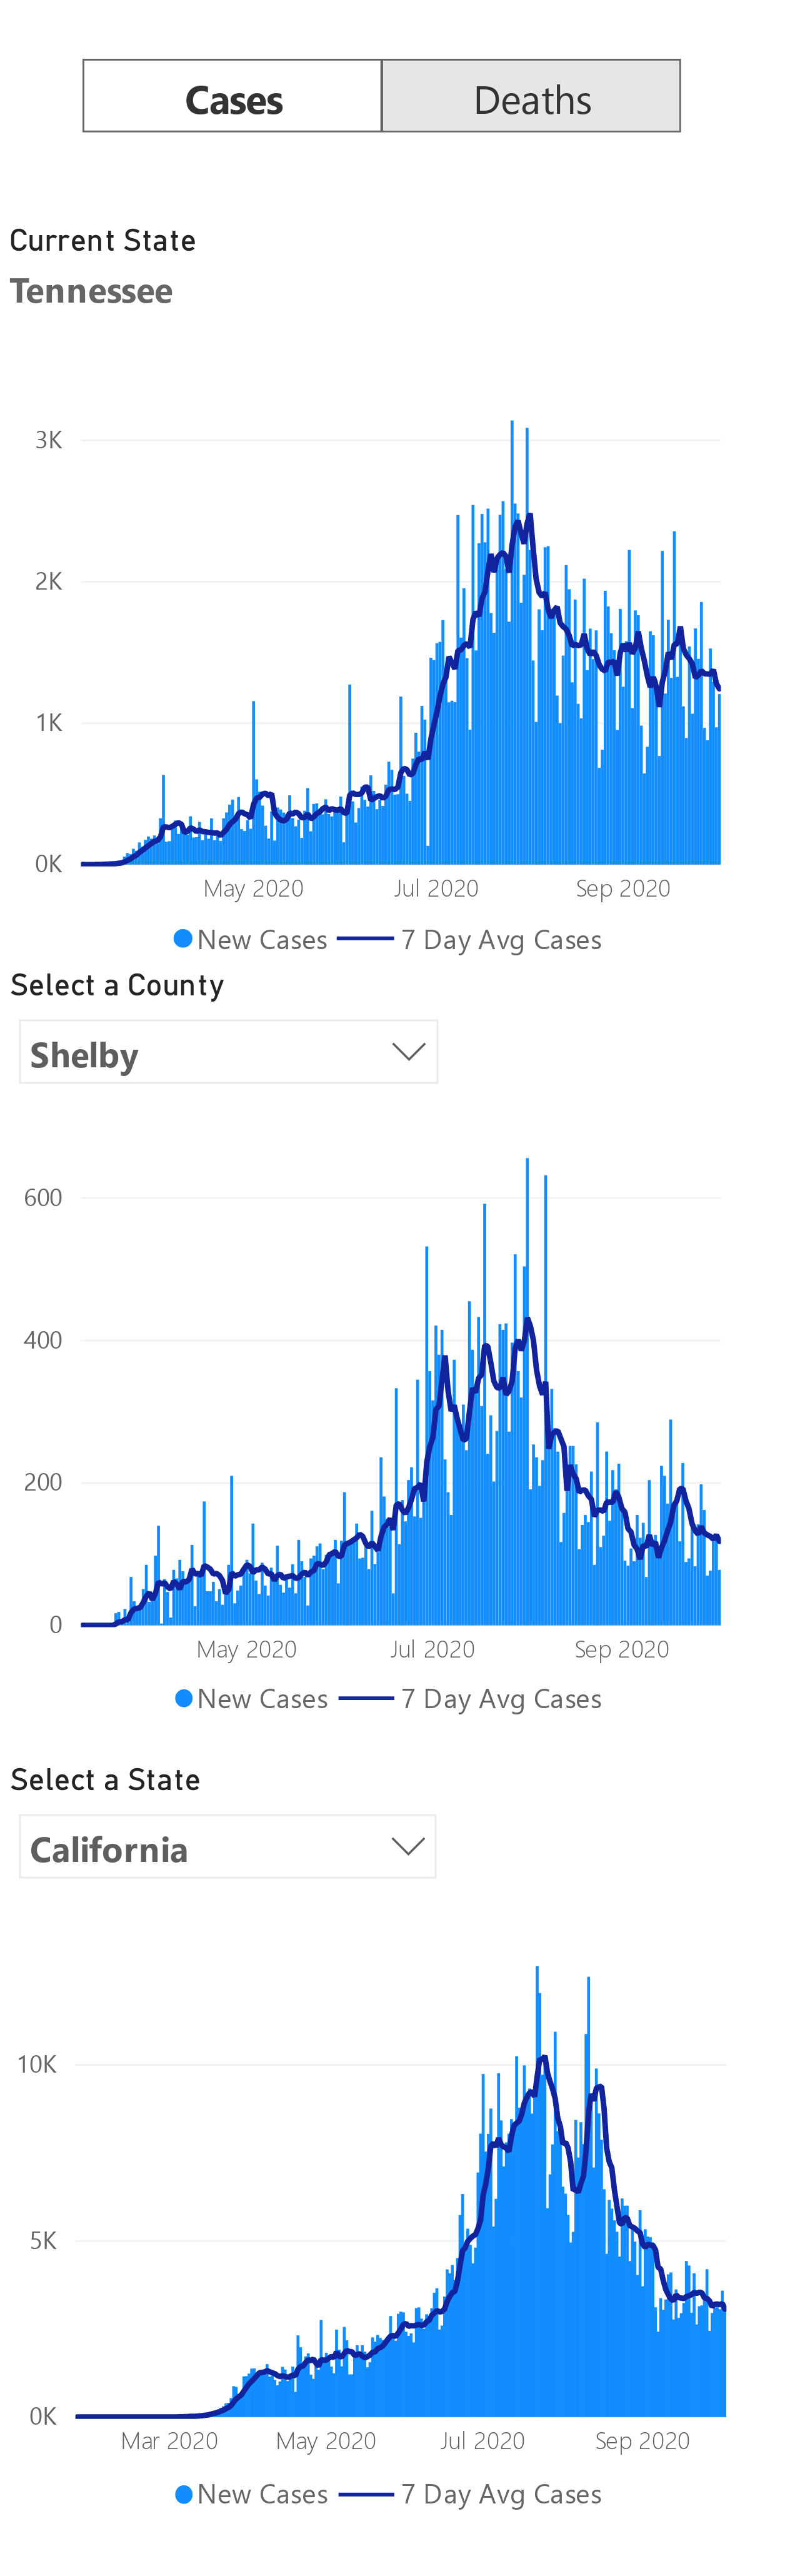 Cases Deaths
Current State
Tennessee
3K
2K
1K
0K
May 2020 Jul 2020 Sep 2020
New Cases 7 Day Avg Cases
Select a County
Shelby
600
400
200
0
May 2020 Jul 2020 Sep 2020
New Cases 7 Day Avg Cases
Select a State
California
10K
5K
0K
Mar 2020 May 2020 Jul 2020 Sep 2020
New Cases 7 Day Avg Cases